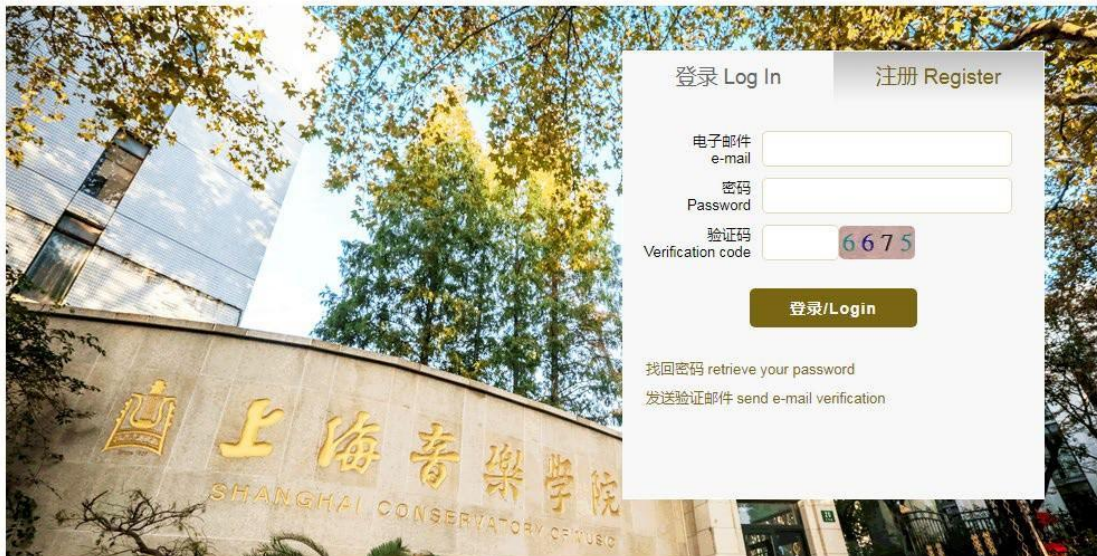 登录 Log In
注册 Register
电子邮件
e-mail
密码
Password
验证码
Verification code
6675
登录/Login
找回密码 retrieve your password
发送验证邮件 send e-mail verification
上海音樂學院
SHANGHAI CONSERVATORY OF MUSIC